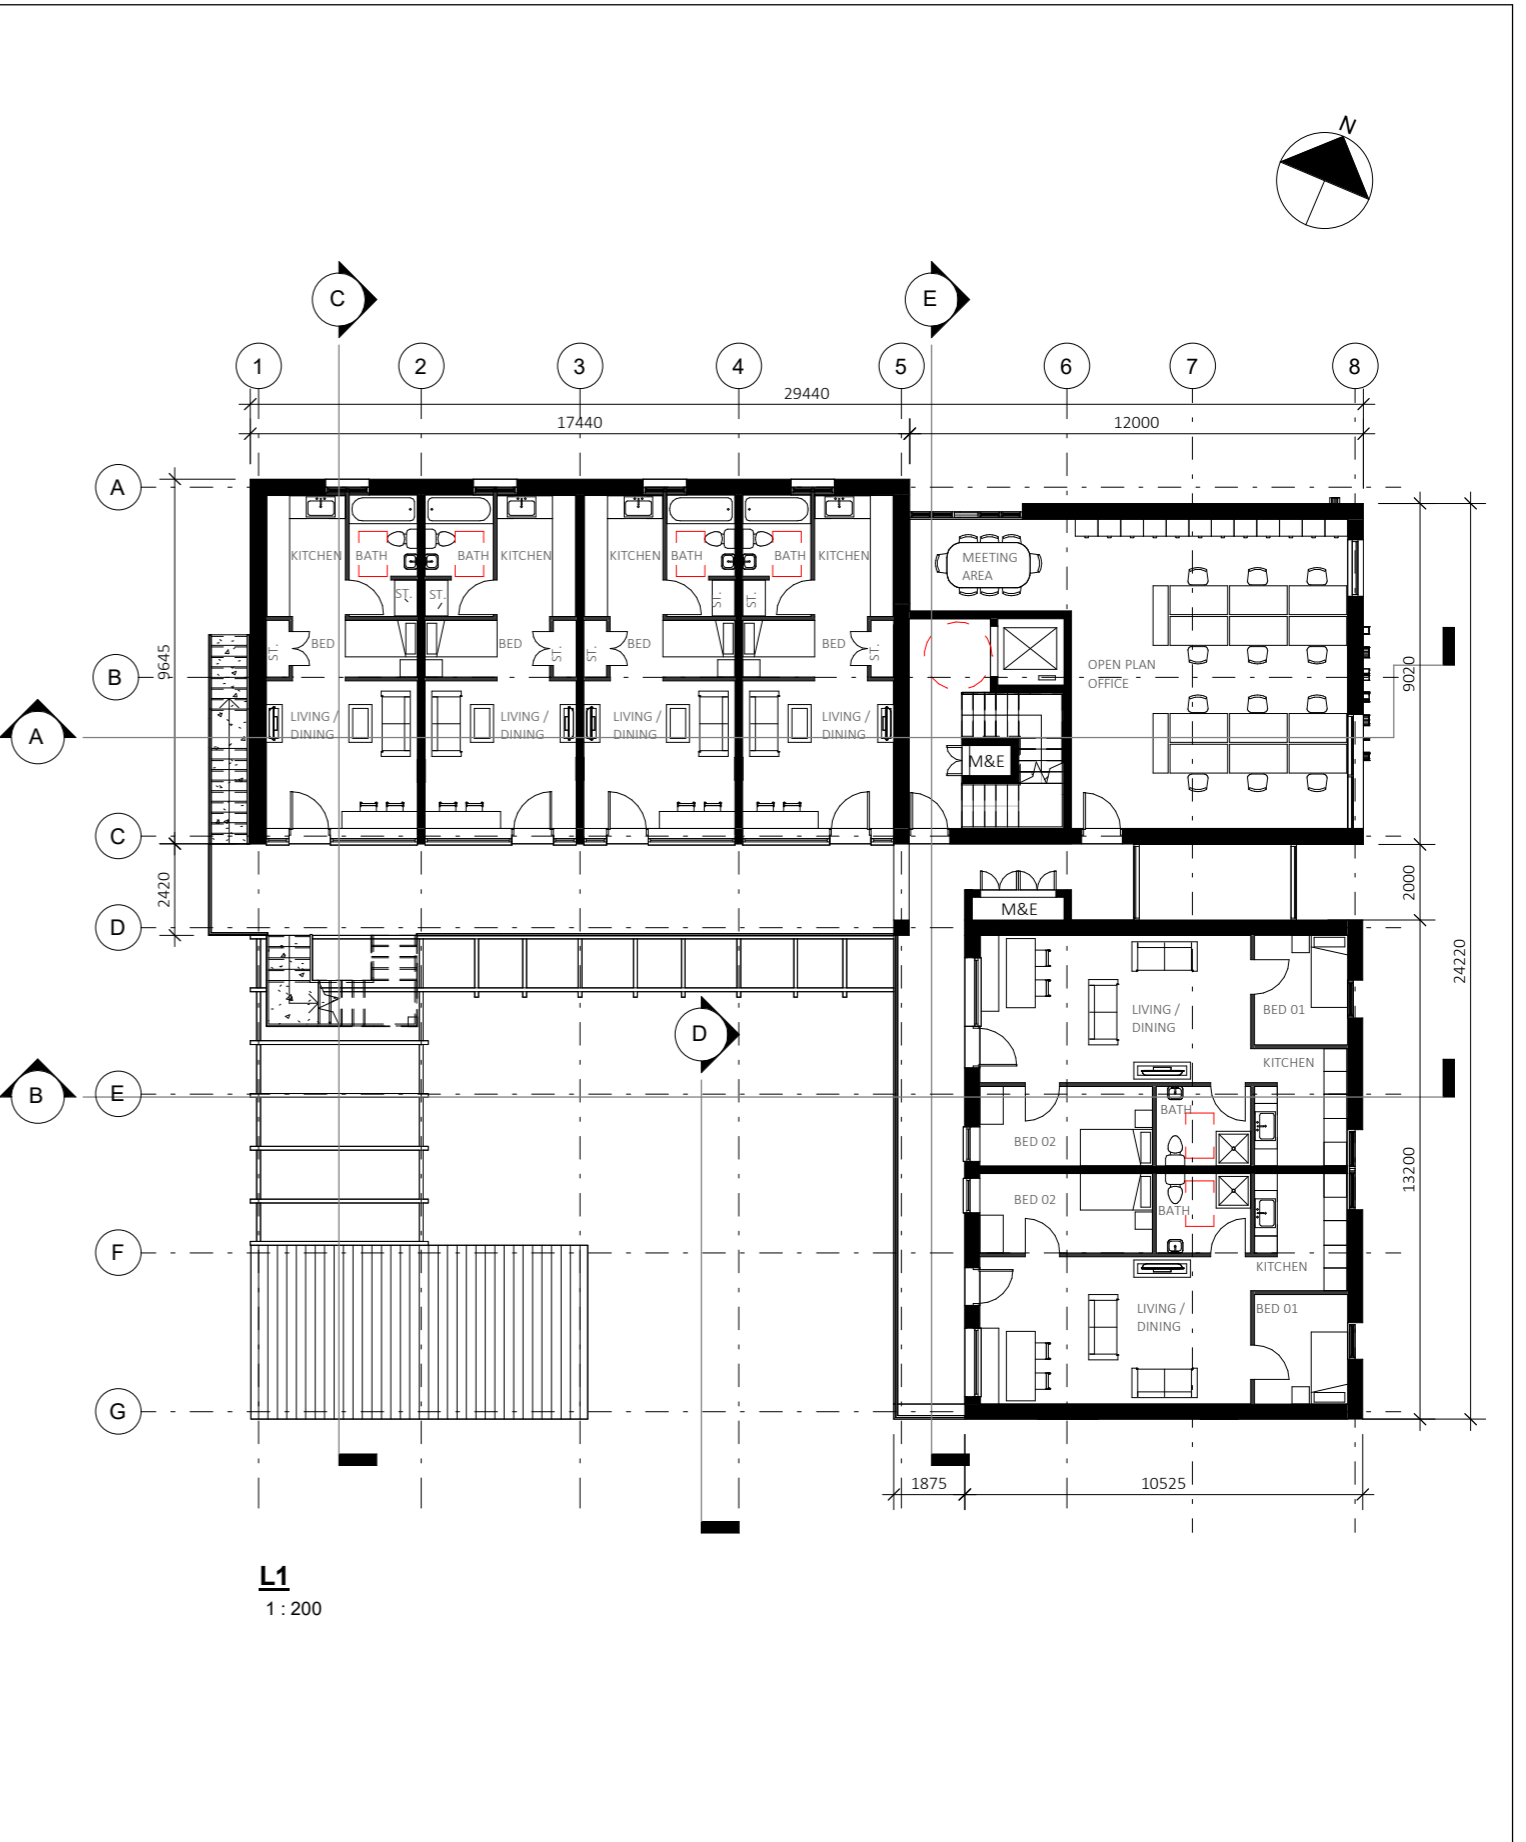 N
C
E
1
2
3
4
5
6
7
8
29440
17440
12000
A
KITCHEN
BATH
BATH
KITCHEN
KITCHEN
BATH
BATH
KITCHEN
MEETING
AREA
ST.
ST.
ST.
ST.
BED
BED
BED
BED
ST.
ST.
ST.
ST.
9645
B
OPEN PLAN
OFFICE
9020
LIVING /
DINING
LIVING /
DINING
LIVING /
DINING
LIVING /
DINING
A
M&E
C
2420
2000
M&E
D
24220
D
LIVING /
DINING
BED 01
KITCHEN
B
E
BATH
BED 02
13200
BED 02
BATH
F
KITCHEN
LIVING /
DINING
BED 01
G
1875
10525
L1
1 : 200